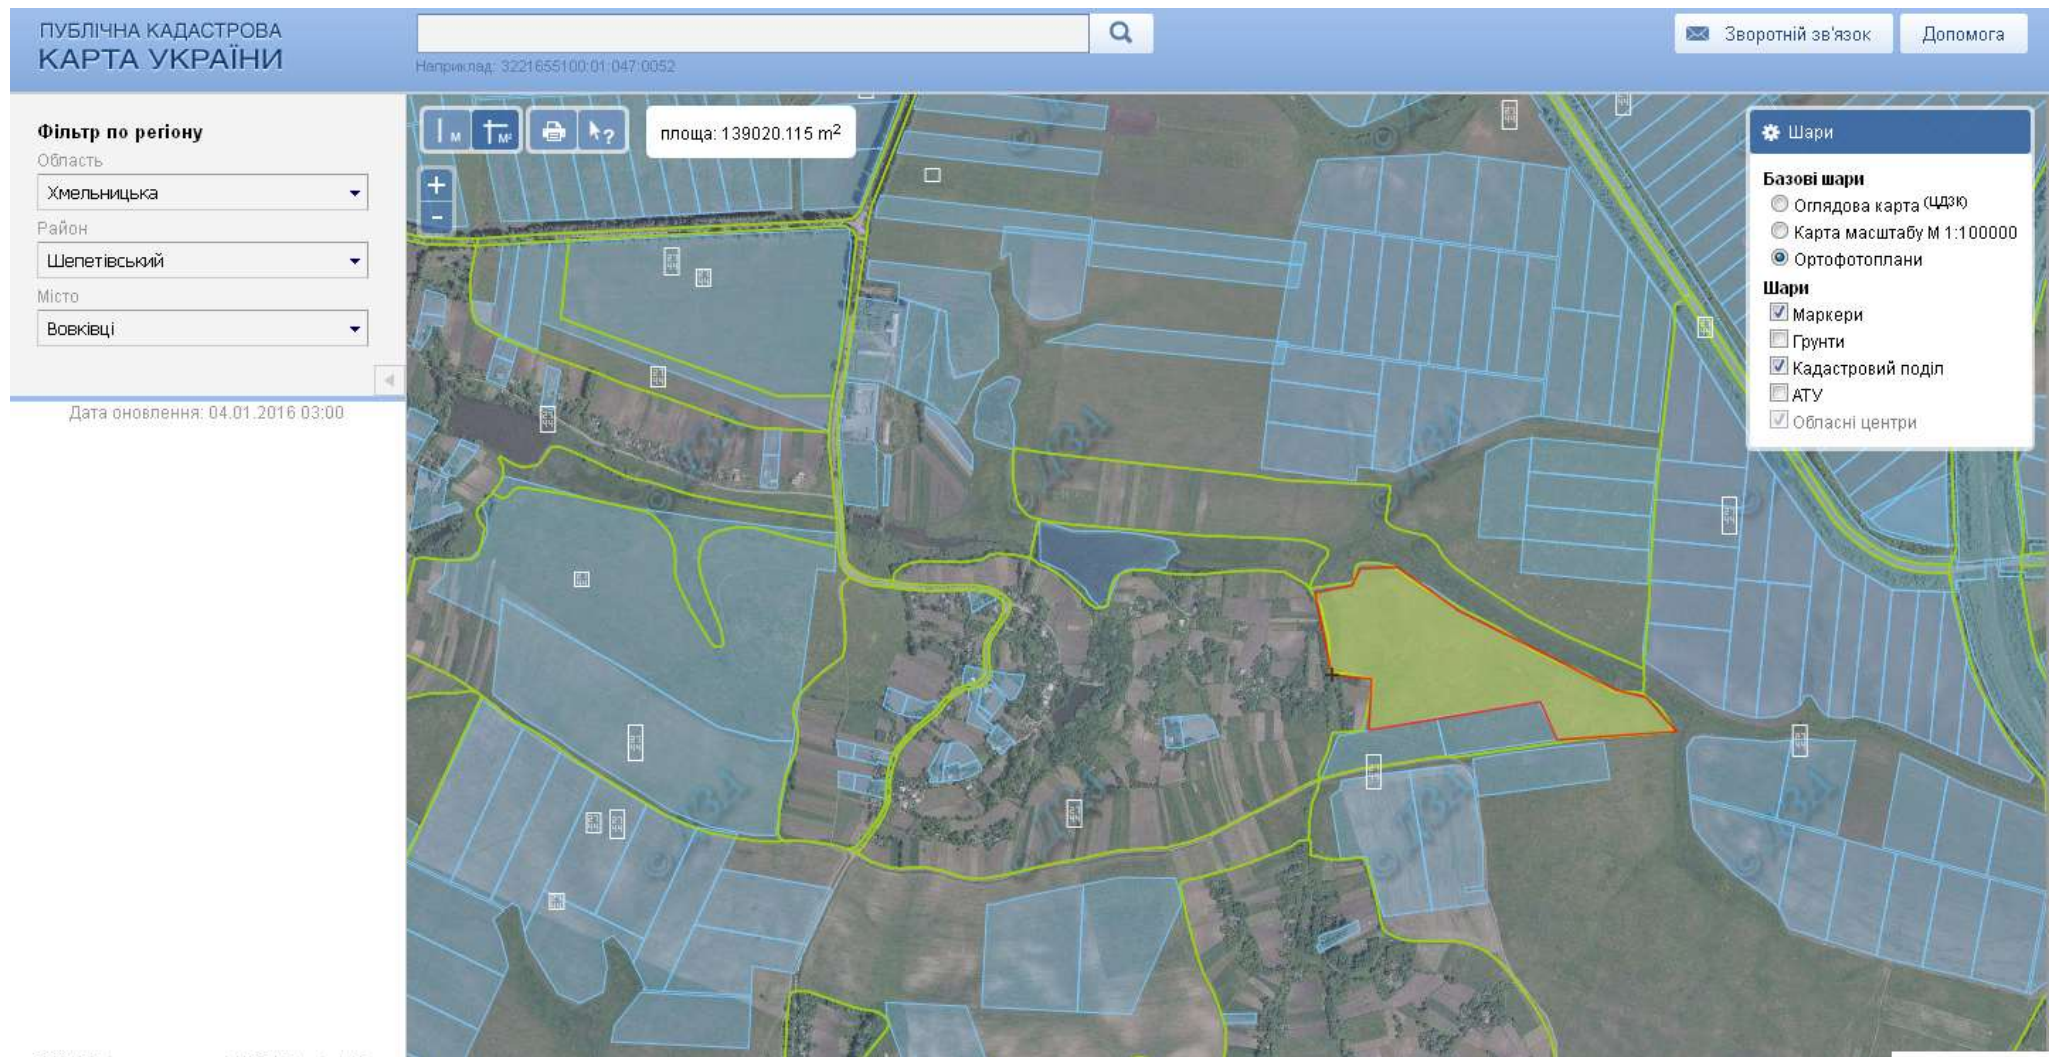 ПУБЛІЧНА КАДАСТРОВА
КАРТА УКРАЇНИ
Наприклад: 3221655100:01:047:0052
Зворотній зв'язок
Допомога
Фільтр по регіону
Область
Хмельницька
Район
Шепетівський
Місто
Вовківці
Дата оновлення: 04.01.2016 03:00
м
м²
?
площа: 139020.115 m²
+
-
Шари
Базові шари
Оглядова карта (ЦДЗК)
Карта масштабу М 1:100000
Ортофотоплани
Шари
Маркери
Грунти
Кадастровий поділ
АТУ
Обласні центри